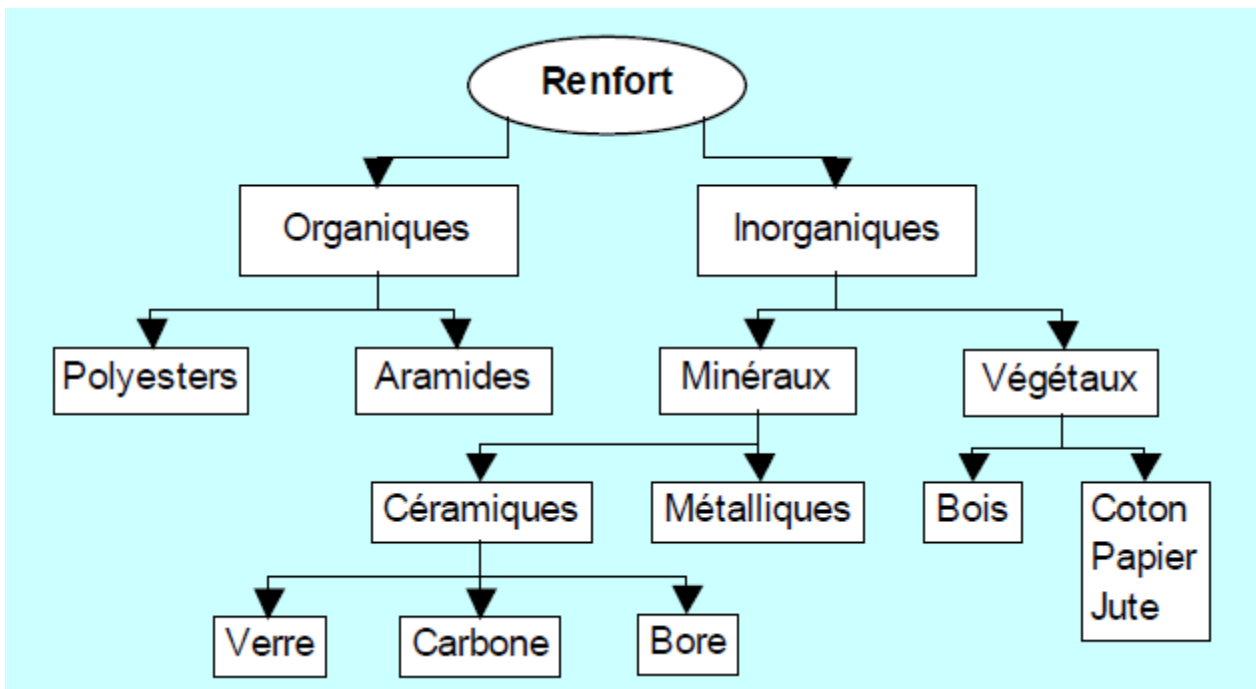 Renfort
Organiques
Inorganiques
Polyesters
Aramides
Minéraux
Végétaux
Céramiques
Métalliques
Bois
Coton
Papier
Jute
Verre
Carbone
Bore